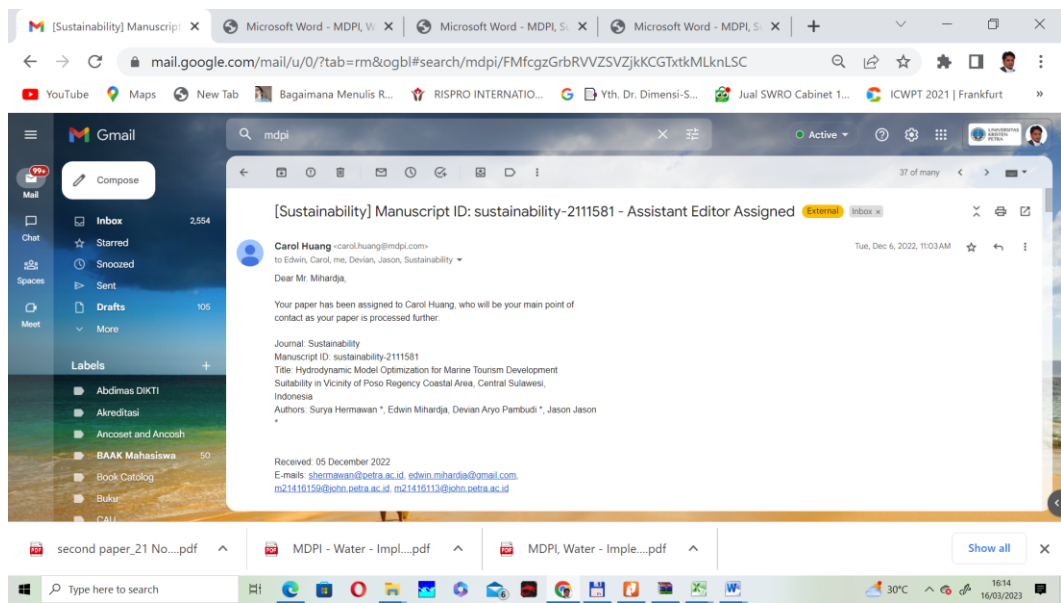 [Sustainability] Manuscript
Microsoft Word - MDPI, W
Microsoft Word - MDPI, S
Microsoft Word - MDPI, S
mail.google.com/mail/u/0/?tab=rm&ogbl#search/mdpi/FMfcgzGrbRVVZSVZjkKCGTxtkMLknLSC
YouTube
Maps
New Tab
Bagaimana Menulis R...
RISPRO INTERNATIO...
Yth. Dr. Dimensi-S...
Jual SWRO Cabinet 1...
ICWPT 2021 | Frankfurt
»
Gmail
mdpi
Active
UNIVERSITAS KRISTEN PETRA
99+
Mail
Chat
Spaces
Meet
Compose
Inbox 2,554
Starred
Snoozed
Sent
Drafts 105
More
Labels +
Abdimas DIKTI
Akreditasi
Ancoset and Ancosh
BAAK Mahasiswa 50
Book Catolog
Buku
CALL
37 of many
[Sustainability] Manuscript ID: sustainability-2111581 - Assistant Editor Assigned External Inbox x
Carol Huang <carol.huang@mdpi.com> Tue, Dec 6, 2022, 11:03 AM
to Edwin, Carol, me, Devian, Jason, Sustainability
Dear Mr. Mihardja,
Your paper has been assigned to Carol Huang, who will be your main point of
contact as your paper is processed further.
Journal: Sustainability
Manuscript ID: sustainability-2111581
Title: Hydrodynamic Model Optimization for Marine Tourism Development
Suitability in Vicinity of Poso Regency Coastal Area, Central Sulawesi,
Indonesia
Authors: Surya Hermawan *, Edwin Mihardja, Devian Aryo Pambudi *, Jason Jason
*
Received: 05 December 2022
E-mails: shermawan@petra.ac.id, edwin.mihardja@gmail.com,
m21416159@john.petra.ac.id, m21416113@john.petra.ac.id
second paper_21 No....pdf
MDPI - Water - Impl....pdf
MDPI, Water - Imple....pdf
Show all
Type here to search
30°C
16:14
16/03/2023